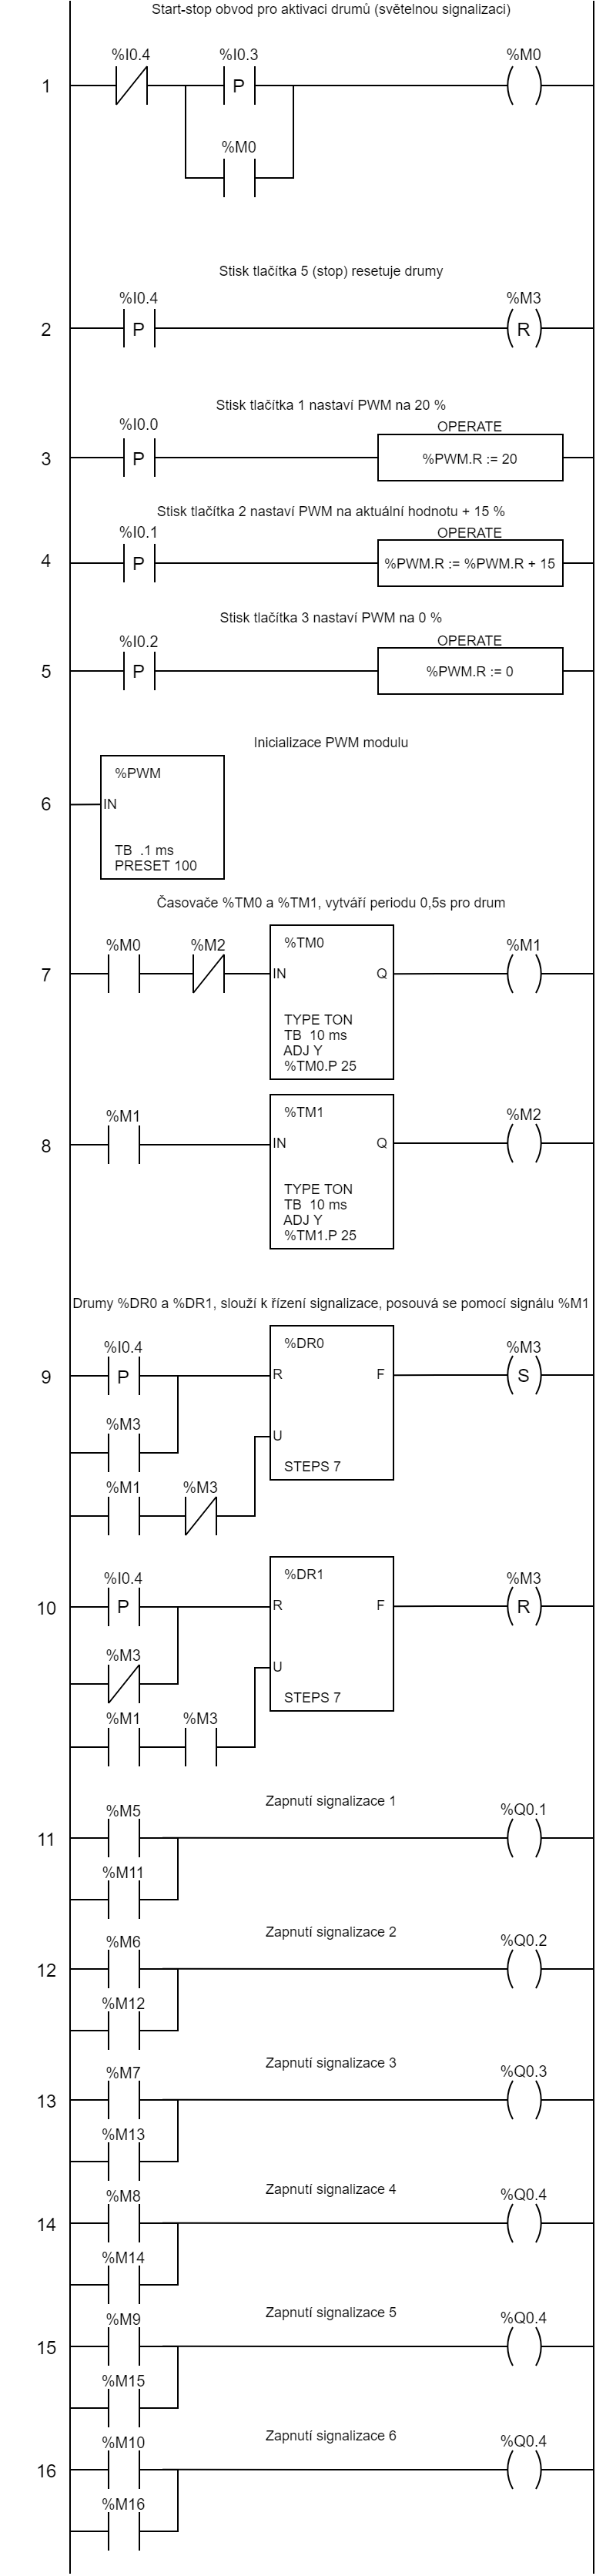 Start-stop obvod pro aktivaci drumů (světelnou signalizaci)
%I0.4 %I0.3 %M0
1 P
%M0
Stisk tlačítka 5 (stop) resetuje drumy
%I0.4 %M3
2 P R
Stisk tlačítka 1 nastaví PWM na 20 %
%I0.0 OPERATE
3 P %PWM.R := 20
Stisk tlačítka 2 nastaví PWM na aktuální hodnotu + 15 %
%I0.1 OPERATE
4 P %PWM.R := %PWM.R + 15
Stisk tlačítka 3 nastaví PWM na 0 %
%I0.2 OPERATE
5 P %PWM.R := 0
Inicializace PWM modulu
%PWM
6 IN
TB .1 ms
PRESET 100
Časovače %TM0 a %TM1, vytváří periodu 0,5s pro drum
%M0 %M2 %TM0 %M1
7 IN Q
TYPE TON
TB 10 ms
ADJ Y
%TM0.P 25
%M1 %TM1 %M2
8 IN Q
TYPE TON
TB 10 ms
ADJ Y
%TM1.P 25
Drumy %DR0 a %DR1, slouží k řízení signalizace, posouvá se pomocí signálu %M1
%I0.4 %DR0 %M3
9 P R F S
%M3
U
STEPS 7
%M1 %M3
%I0.4 %DR1 %M3
10 P R F R
%M3
U
STEPS 7
%M1 %M3
Zapnutí signalizace 1
%M5 %Q0.1
11
%M11
Zapnutí signalizace 2
%M6 %Q0.2
12
%M12
Zapnutí signalizace 3
%M7 %Q0.3
13
%M13
Zapnutí signalizace 4
%M8 %Q0.4
14
%M14
Zapnutí signalizace 5
%M9 %Q0.4
15
%M15
Zapnutí signalizace 6
%M10 %Q0.4
16
%M16